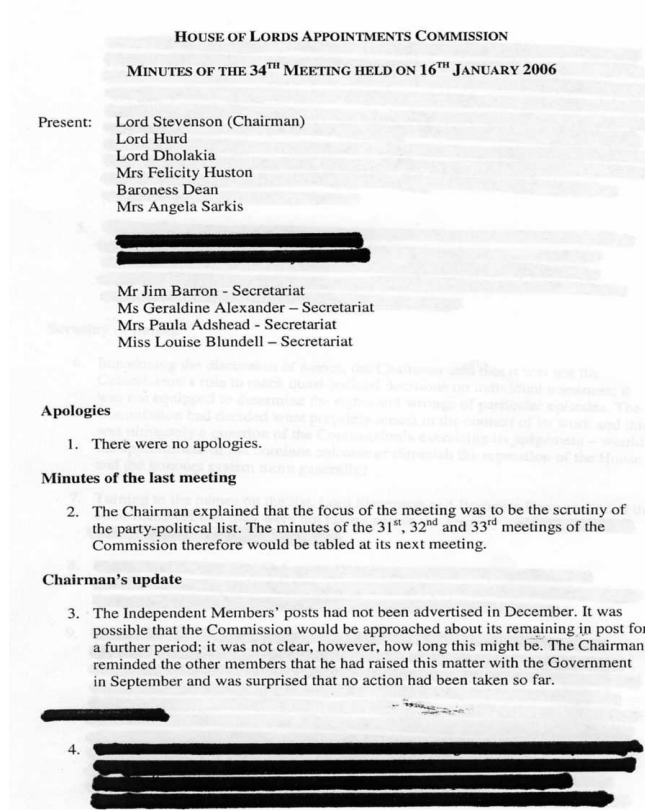 HOUSE OF LORDS APPOINTMENTS COMMISSION
MINUTES OF THE 34TH MEETING HELD ON 16TH JANUARY 2006
Present: Lord Stevenson (Chairman)
Lord Hurd
Lord Dholakia
Mrs Felicity Huston
Baroness Dean
Mrs Angela Sarkis
Mr Jim Barron - Secretariat
Ms Geraldine Alexander – Secretariat
Mrs Paula Adshead - Secretariat
Miss Louise Blundell – Secretariat
Apologies
1. There were no apologies.
Minutes of the last meeting
2. The Chairman explained that the focus of the meeting was to be the scrutiny of
the party-political list. The minutes of the 31st, 32nd and 33rd meetings of the
Commission therefore would be tabled at its next meeting.
Chairman's update
3. The Independent Members' posts had not been advertised in December. It was
possible that the Commission would be approached about its remaining in post for
a further period; it was not clear, however, how long this might be. The Chairman
reminded the other members that he had raised this matter with the Government
in September and was surprised that no action had been taken so far.
4.